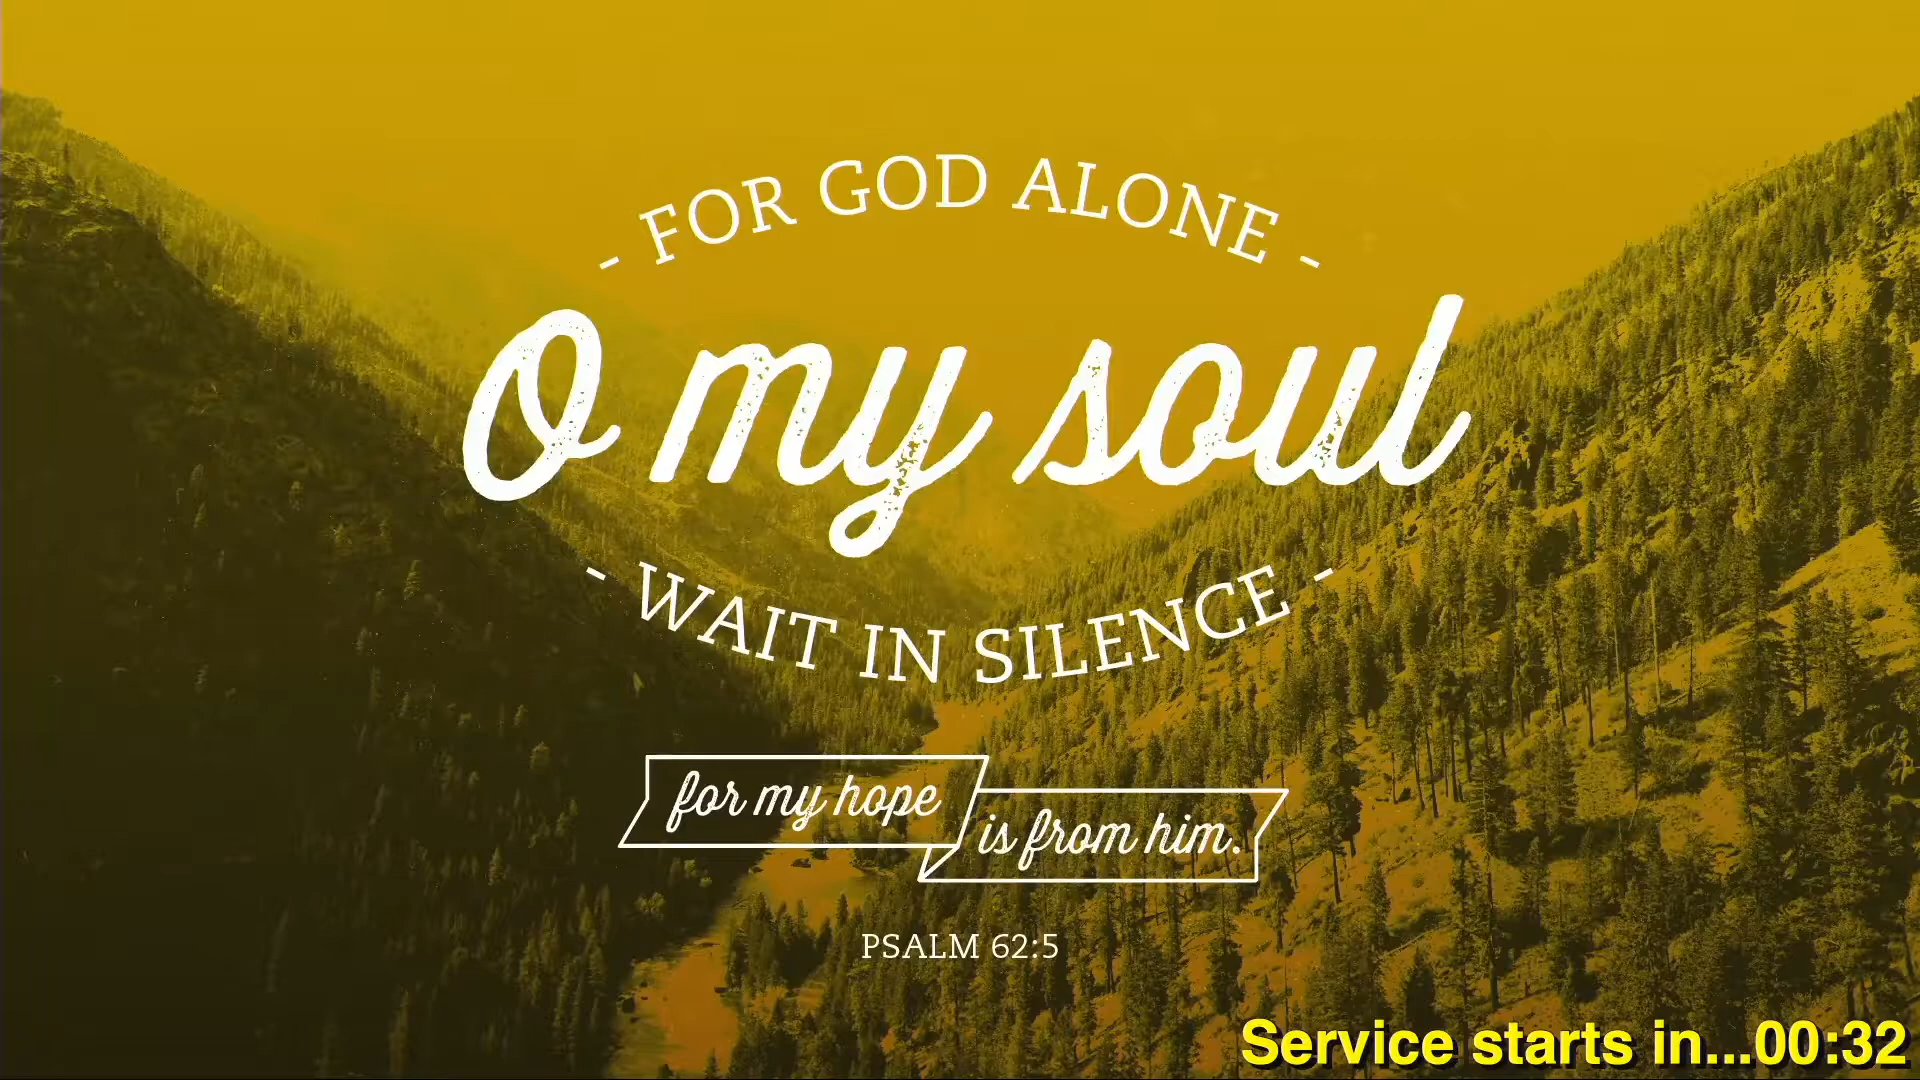 - FOR GOD ALONE -
O my soul
- WAIT IN SILENCE -
for my hope
is from him.
PSALM 62:5
Service starts in...00:32